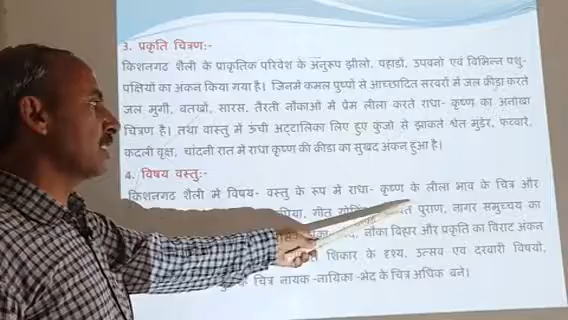 3. प्रकृति चित्रण:-
किशनगढ शैली के प्राकृतिक परिवेश के अनुरूप झीलो, पहाडो, उपवनो एवं विभिन्न पशु-
पक्षियों का अंकन किया गया है। जिनमें कमल पुष्पों से आच्छादित सरवरों में जल क्रीडा करते
जल मुर्गी, बतखों, सारस, तैरती नौकाओं में प्रेम लीला करते राधा- कृष्ण का अनोखा
चित्रण है। तथा वास्तु में ऊंची अट्टालिका लिए हुए कुंजो से झाकते श्वेत मुंडेर, फव्वारे,
कदली वृक्ष, चांदनी रात में राधा कृष्ण की क्रीडा का सुखद अंकन हुआ है।
4. विषय वस्तु:-
किशनगढ शैली में विषय- वस्तु के रूप में राधा- कृष्ण के लीला भाव के चित्र और
प्रिया, गीत पुराण, नागर समुच्चय का
नौका बिहार और प्रकृति का विराट अंकन
शिकार के दृश्य, उत्सव एव दरबारी विषयो,
चित्र नायक -नायिका -भेद के चित्र अधिक बने।